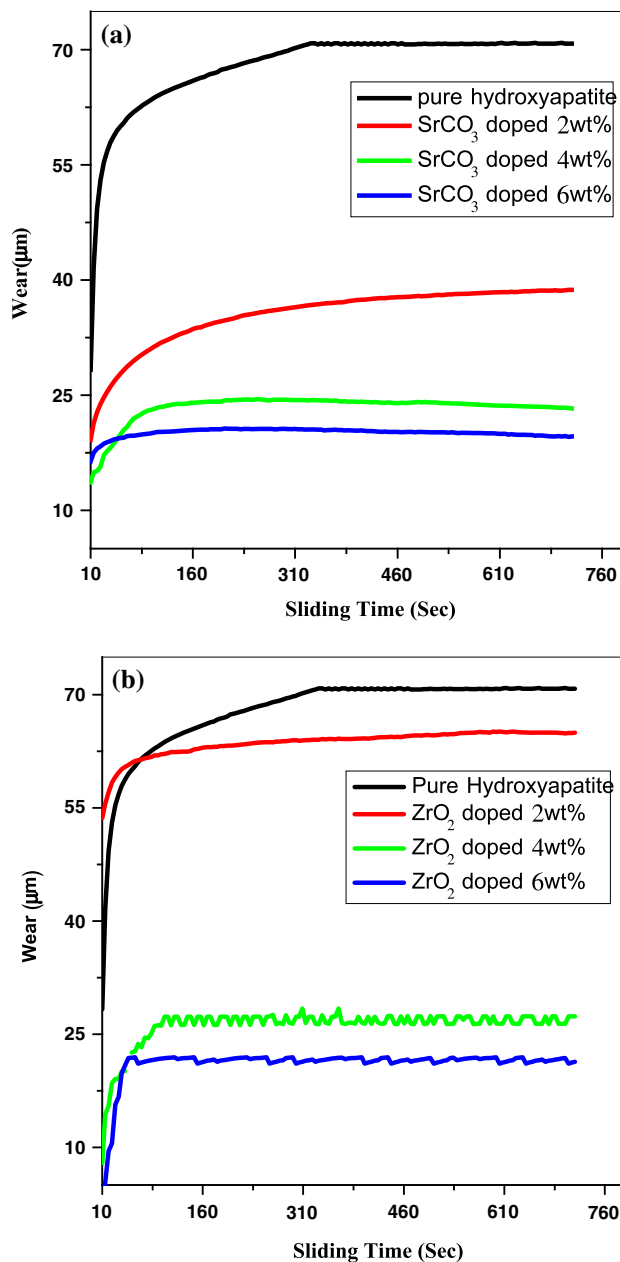 (a)
70
55
40
25
10
Wear(μm)
pure hydroxyapatite
SrCO3 doped 2wt%
SrCO3 doped 4wt%
SrCO3 doped 6wt%
10 160 310 460 610 760
Sliding Time (Sec)
(b)
70
55
40
25
10
Wear (μm)
Pure Hydroxyapatite
ZrO2 doped 2wt%
ZrO2 doped 4wt%
ZrO2 doped 6wt%
10 160 310 460 610 760
Sliding Time (Sec)